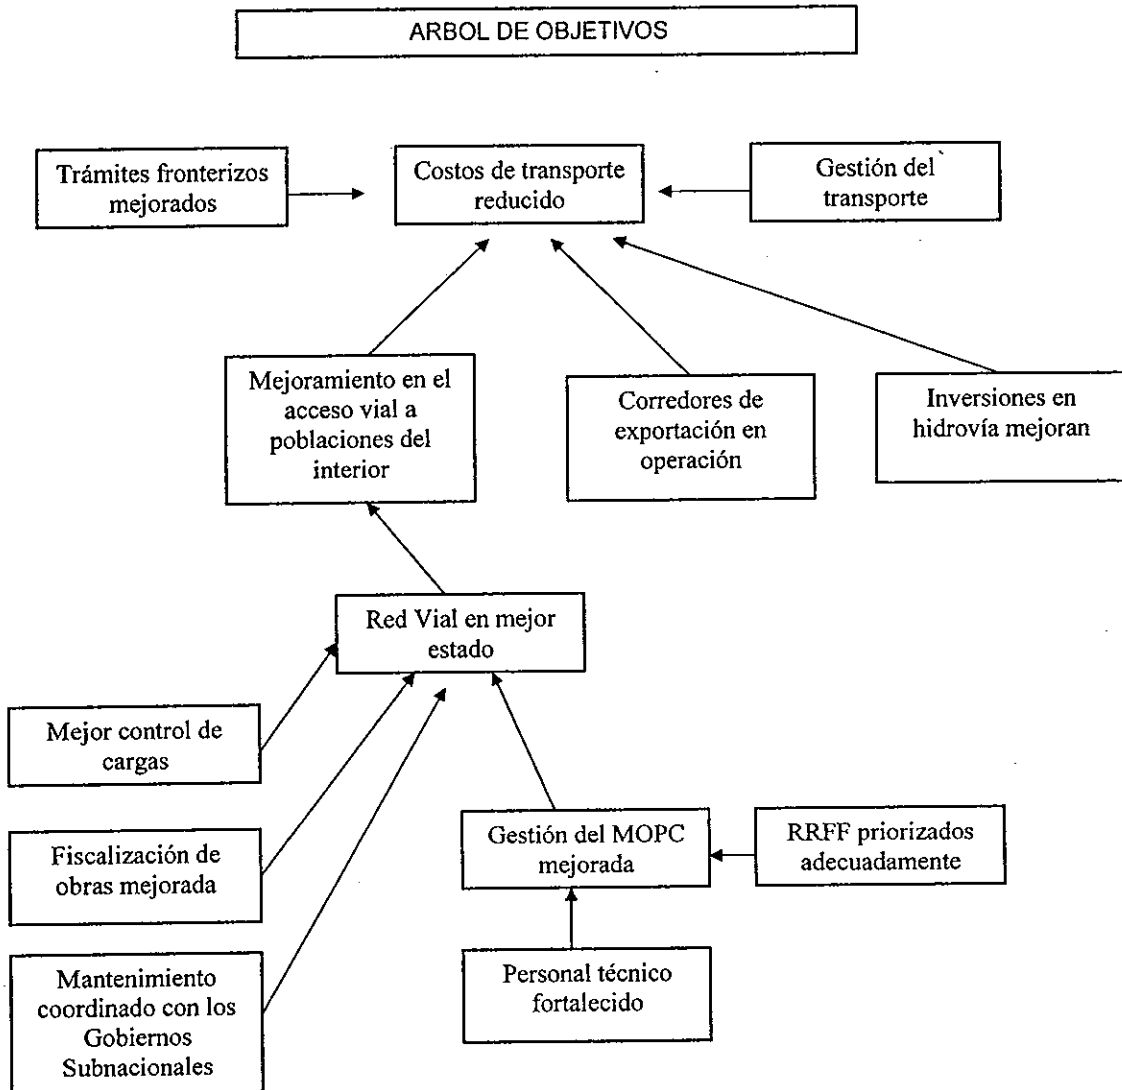 ARBOL DE OBJETIVOS
Trámites fronterizos
mejorados
Costos de transporte
reducido
Gestión del
transporte
Mejoramiento en el
acceso vial a
poblaciones del
interior
Corredores de
exportación en
operación
Inversiones en
hidrovía mejoran
Red Vial en mejor
estado
Mejor control de
cargas
Fiscalización de
obras mejorada
Gestión del MOPC
mejorada
RRFF priorizados
adecuadamente
Mantenimiento
coordinado con los
Gobiernos
Subnacionales
Personal técnico
fortalecido